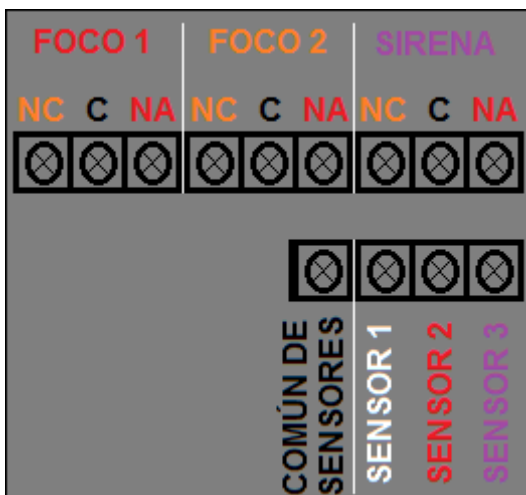 FOCO 1 FOCO 2 SIRENA
NC C NA NC C NA NC C NA
COMÚN DE
SENSORES
SENSOR 1
SENSOR 2
SENSOR 3